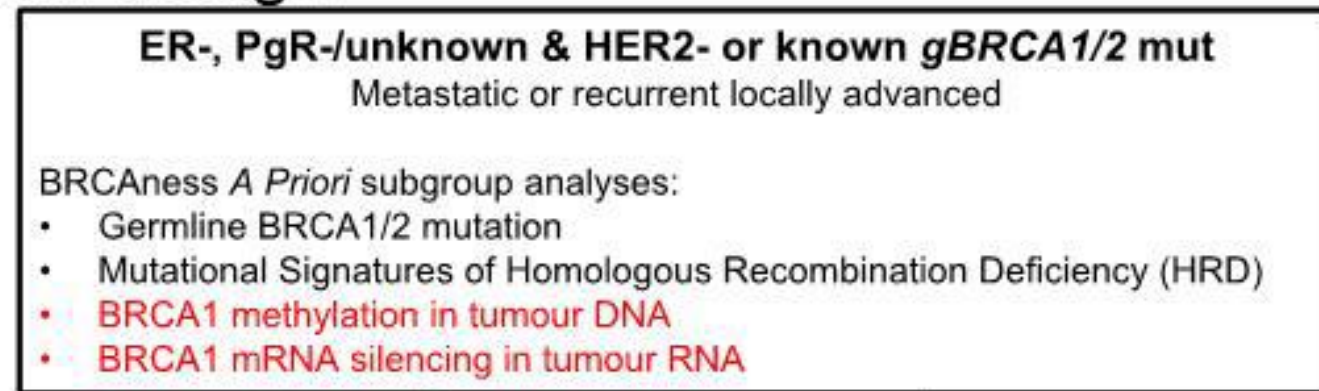 ER-, PgR-/unknown & HER2- or known gBRCA1/2 mut
Metastatic or recurrent locally advanced
BRCAness A Priori subgroup analyses:
• Germline BRCA1/2 mutation
• Mutational Signatures of Homologous Recombination Deficiency (HRD)
• BRCA1 methylation in tumour DNA
• BRCA1 mRNA silencing in tumour RNA